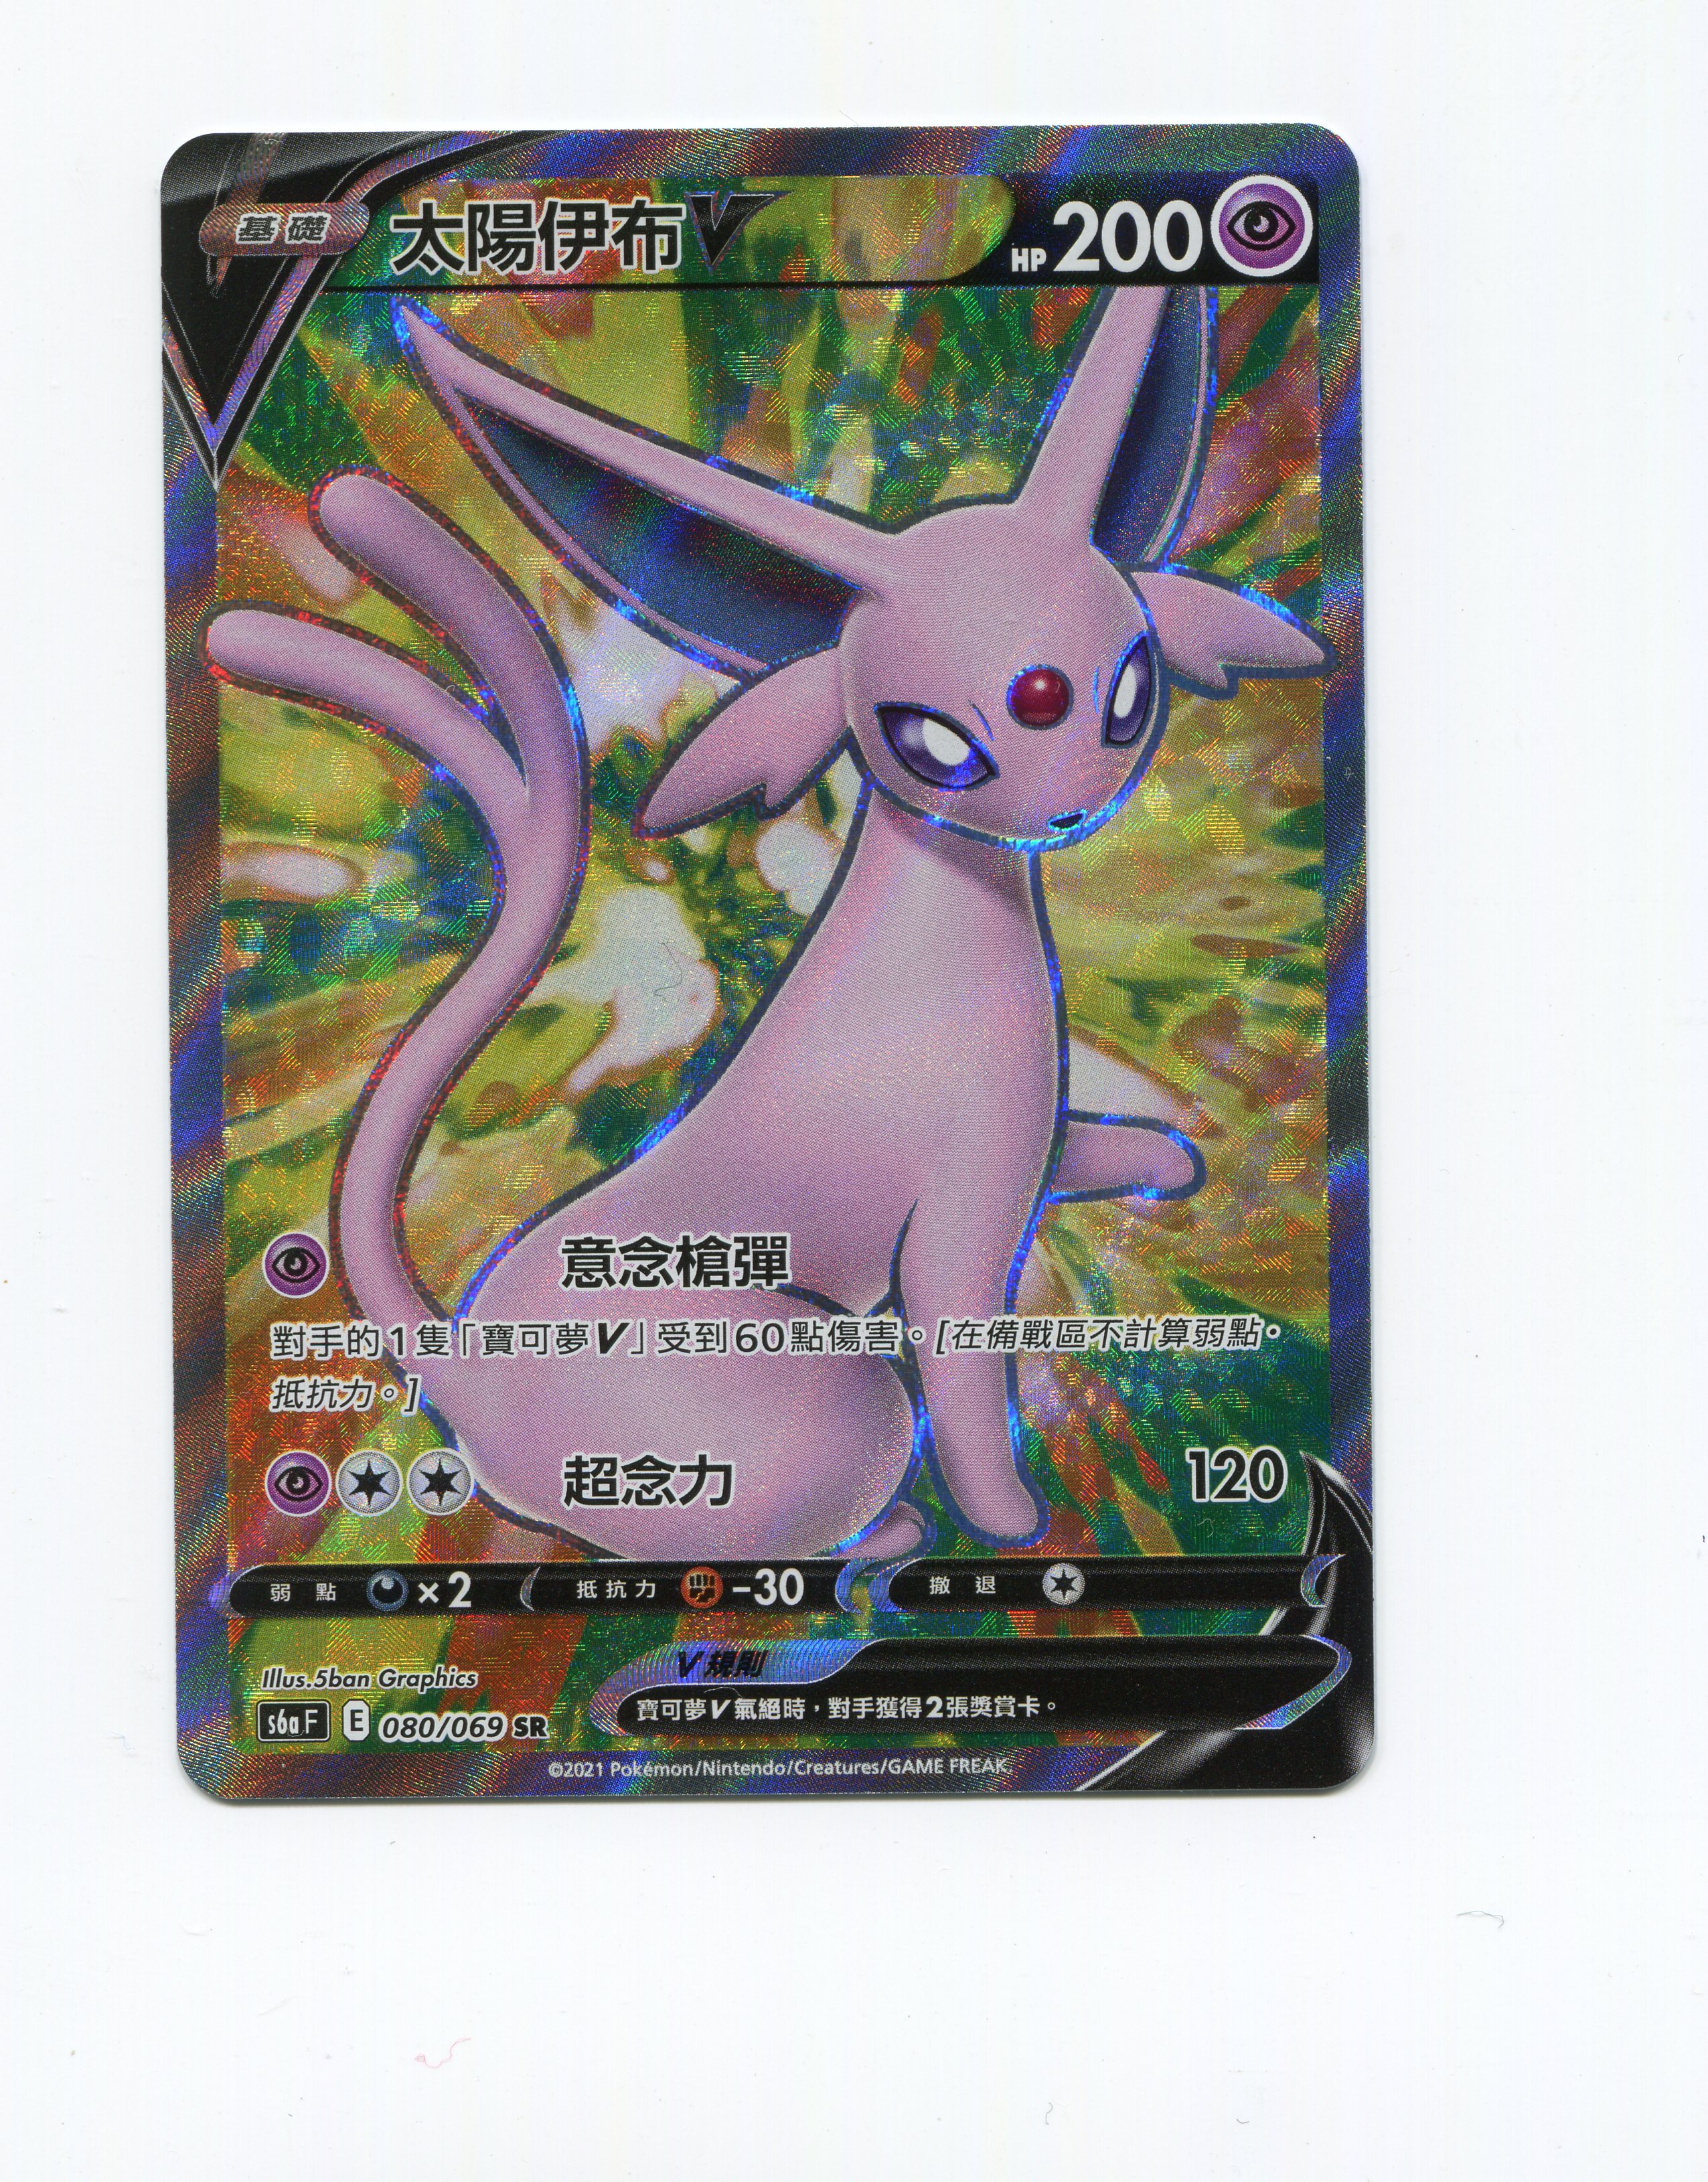 基礎 太陽伊布V HP 200
意念槍彈
對手的1隻「寶可夢V」受到60點傷害。[在備戰區不計算弱點・
抵抗力。]
超念力 120
弱點 ×2 抵抗力 -30 撤退
V規則
寶可夢V氣絕時，對手獲得2張獎賞卡。
Illus.5ban Graphics
s6a F E 080/069 SR
©2021 Pokémon/Nintendo/Creatures/GAME FREAK.